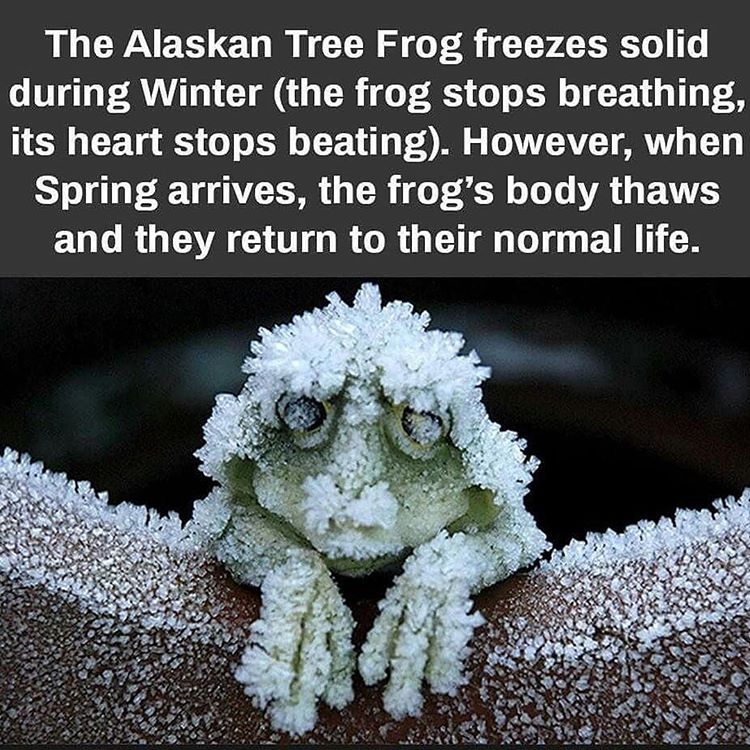 The Alaskan Tree Frog freezes solid
during Winter (the frog stops breathing,
its heart stops beating). However, when
Spring arrives, the frog’s body thaws
and they return to their normal life.